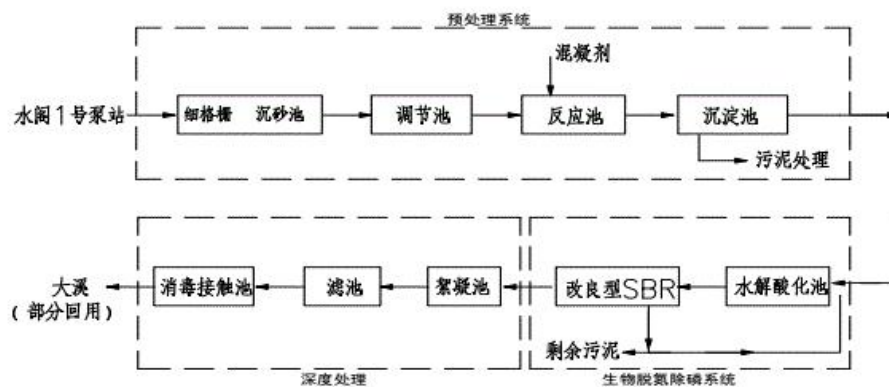 预处理系统
混凝剂
水阁1号泵站
细格栅 沉砂池
调节池
反应池
沉淀池
污泥处理
大溪
(部分回用)
消毒接触池
滤池
絮凝池
改良型SBR
水解酸化池
剩余污泥
深度处理
生物脱氮除磷系统